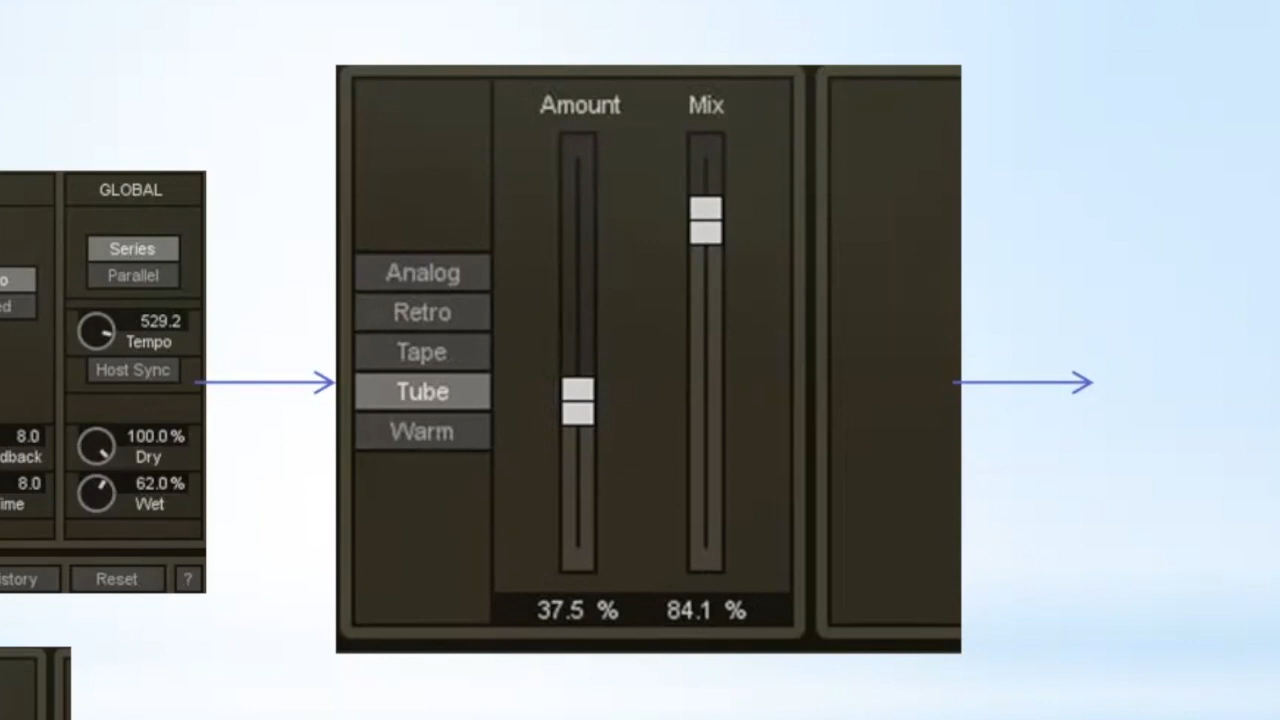 GLOBAL
Series
Parallel
529.2
Tempo
Host Sync
8.0
100.0%
Dry
8.0
62.0%
Wet
Reset
?
Amount
Mix
Analog
Retro
Tape
Tube
Warm
37.5 %
84.1 %